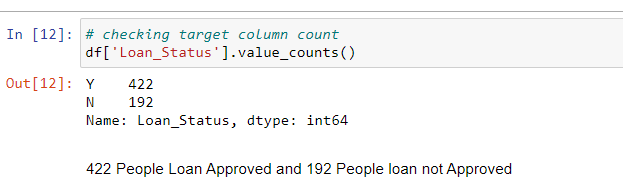 In [12]: # checking target column count
df['Loan_Status'].value_counts()
Out[12]: Y    422
N    192
Name: Loan_Status, dtype: int64
422 People Loan Approved and 192 People loan not Approved